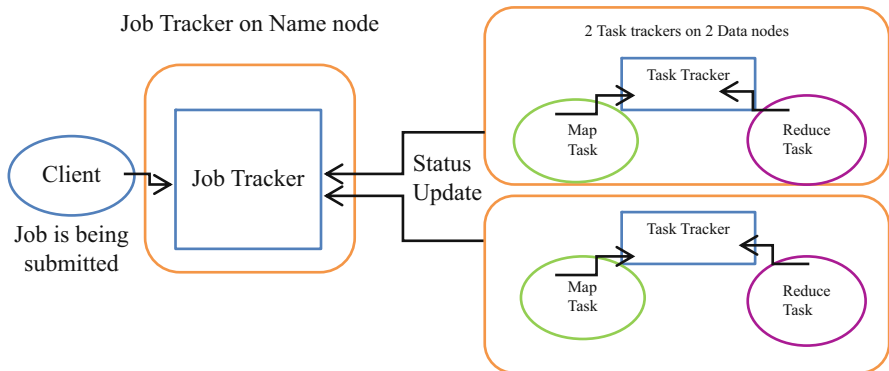 Job Tracker on Name node
Client
Job is being
submitted
Job Tracker
Status
Update
2 Task trackers on 2 Data nodes
Task Tracker
Map
Task
Reduce
Task
Task Tracker
Map
Task
Reduce
Task